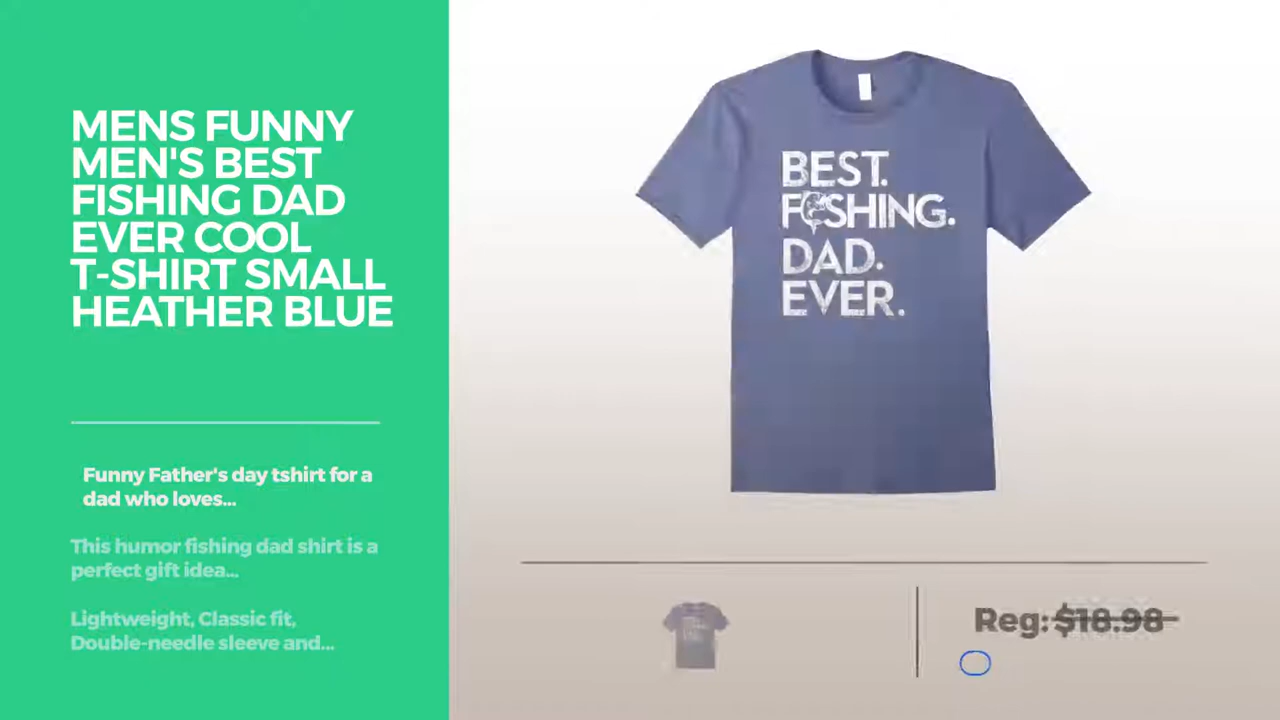 MENS FUNNY
MEN'S BEST
FISHING DAD
EVER COOL
T-SHIRT SMALL
HEATHER BLUE
Funny Father's day tshirt for a
dad who loves...
This humor fishing dad shirt is a
perfect gift idea...
Lightweight, Classic fit,
Double-needle sleeve and...
BEST.
FISHING.
DAD.
EVER.
Reg: $18.98